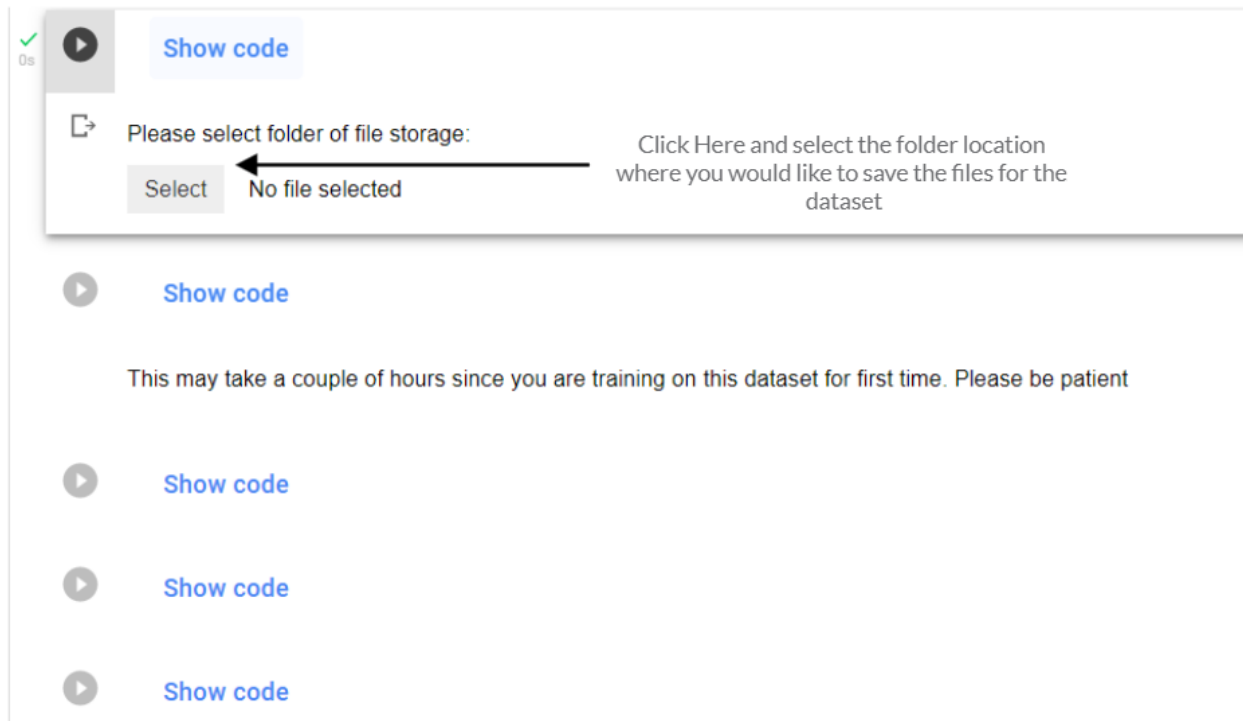 Show code
0s
Please select folder of file storage:
Click Here and select the folder location
where you would like to save the files for the
dataset
Select No file selected
Show code
This may take a couple of hours since you are training on this dataset for first time. Please be patient
Show code
Show code
Show code